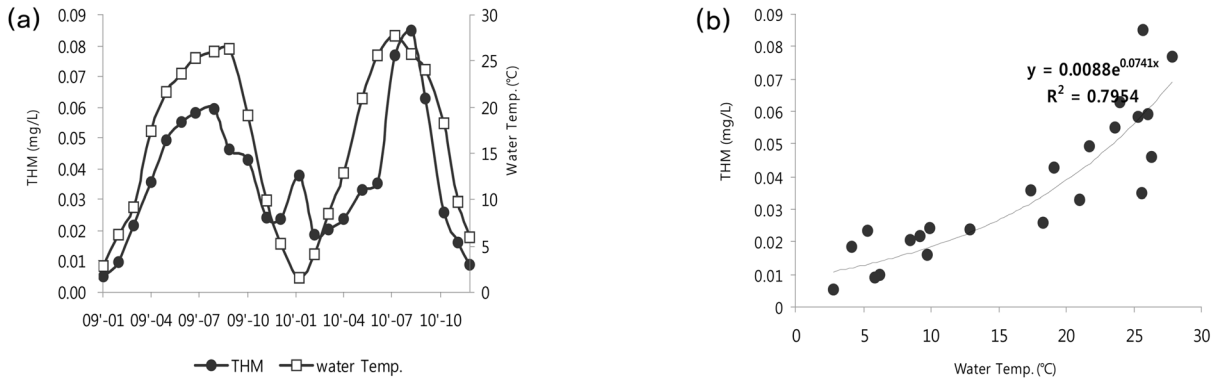 (a)
THM (mg/L)
0.09
0.08
0.07
0.06
0.05
0.04
0.03
0.02
0.01
0.00
30
25
20
15
10
5
0
Water Temp.(℃)
09'-01 09'-04 09'-07 09'-10 10'-01 10'-04 10'-07 10'-10
THM water Temp.
(b)
THM (mg/L)
0.09
0.08
0.07
0.06
0.05
0.04
0.03
0.02
0.01
0
y = 0.0088e^0.0741x
R² = 0.7954
0 5 10 15 20 25 30
Water Temp.(℃)